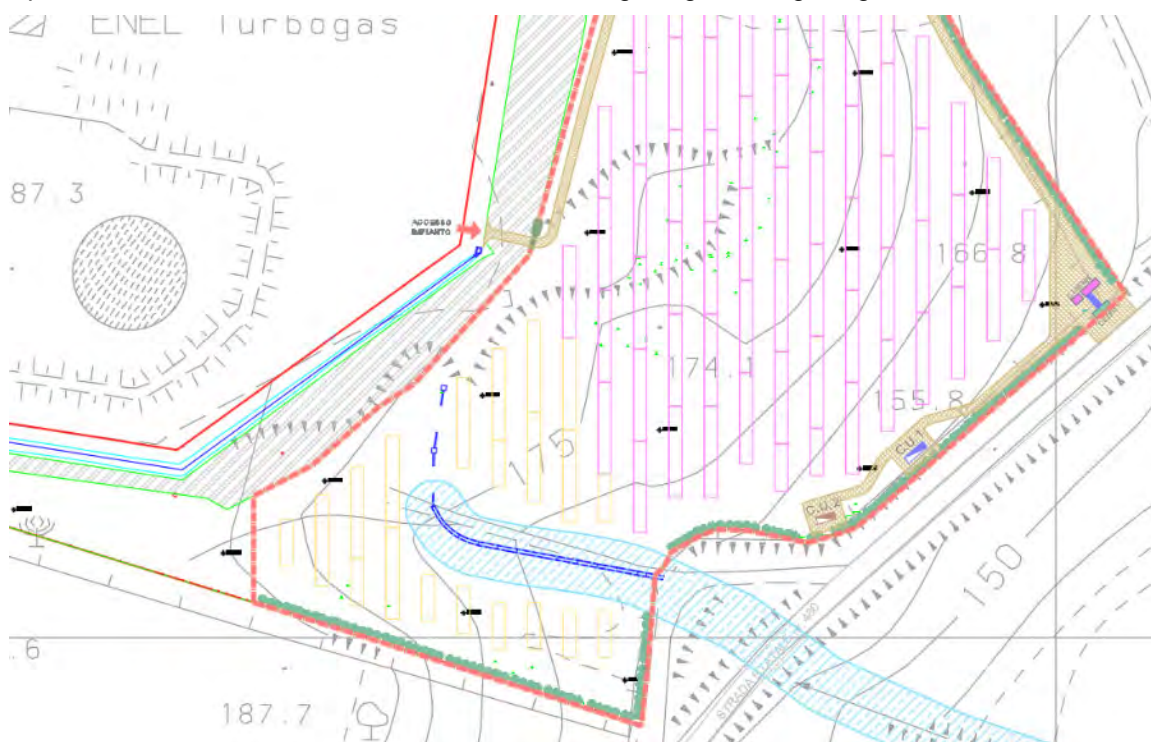 ENEL Turbogas
87.3
ACCESSO
IMPIANTO
166.8
174.1
155.8
175
C.U.1
C.U.2
150
STRADA STATALE
.6
187.7